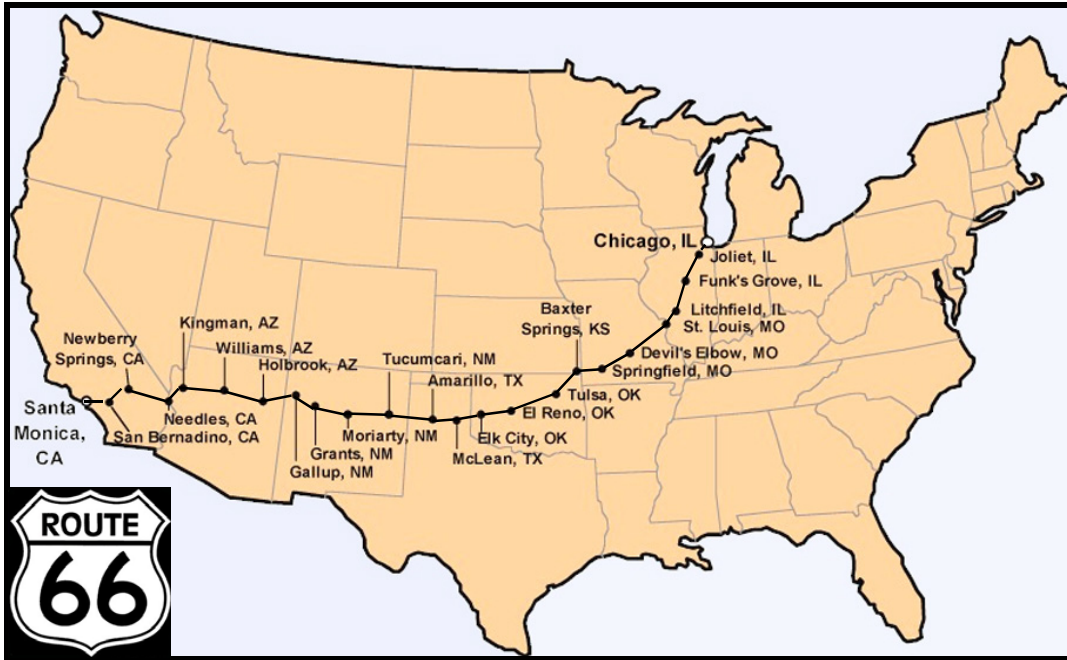 Chicago, IL
Joliet, IL
Funk's Grove, IL
Litchfield, IL
St. Louis, MO
Devil's Elbow, MO
Springfield, MO
Baxter
Springs, KS
Tulsa, OK
El Reno, OK
Elk City, OK
McLean, TX
Amarillo, TX
Tucumcari, NM
Moriarty, NM
Grants, NM
Gallup, NM
Holbrook, AZ
Williams, AZ
Kingman, AZ
Needles, CA
Newberry
Springs, CA
San Bernadino, CA
Santa
Monica,
CA
ROUTE
66